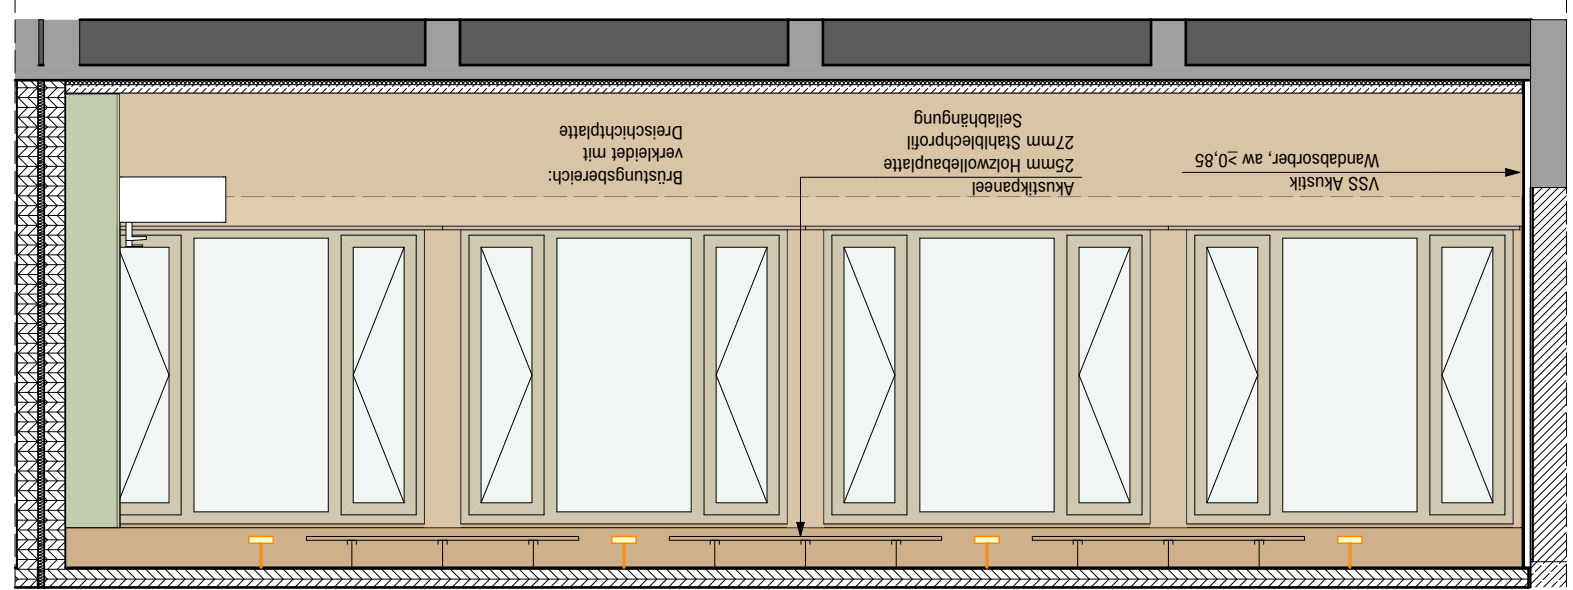 VSS Akustik
Wandabsorber, aw ≥0,85
Akustikpaneel
25mm Holzwollebauplatte
27mm Stahlblechprofil
Seilabhängung
Brüstungsbereich:
verkleidet mit
Dreischichtplatte